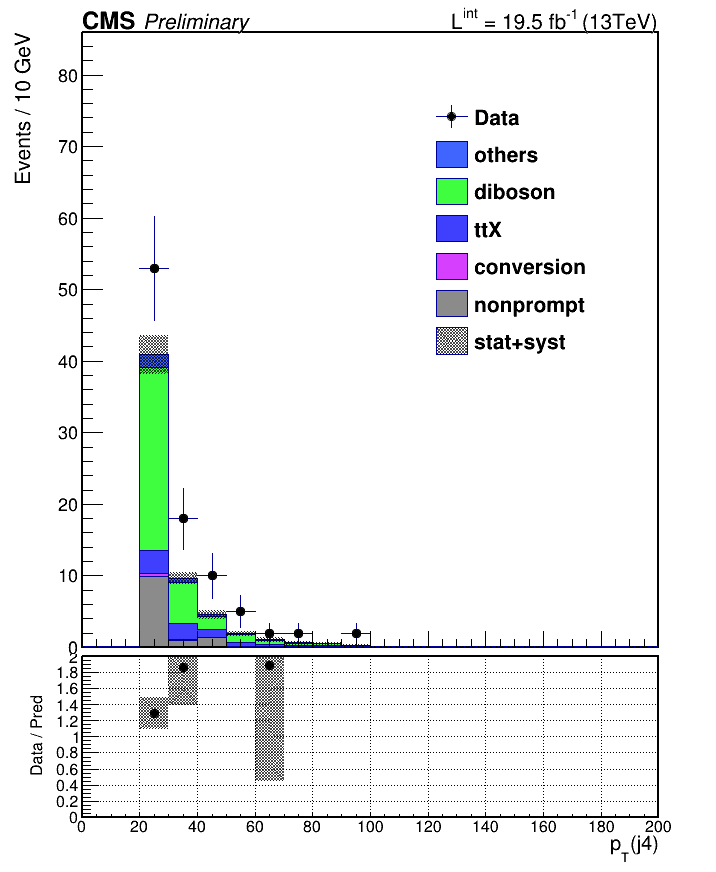 CMS Preliminary L^int = 19.5 fb^-1 (13TeV)
Events / 10 GeV
80
70
60
50
40
30
20
10
0
Data
others
diboson
ttX
conversion
nonprompt
stat+syst
Data / Pred
2
1.8
1.6
1.4
1.2
1
0.8
0.6
0.4
0.2
0
0 20 40 60 80 100 120 140 160 180 200
p_T(j4)